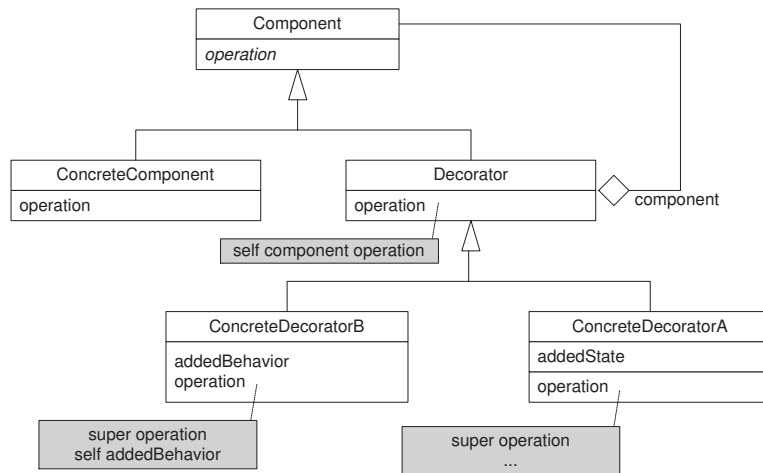 Component
operation
ConcreteComponent
operation
Decorator
operation
component
self component operation
ConcreteDecoratorB
addedBehavior
operation
super operation
self addedBehavior
ConcreteDecoratorA
addedState
operation
super operation
...